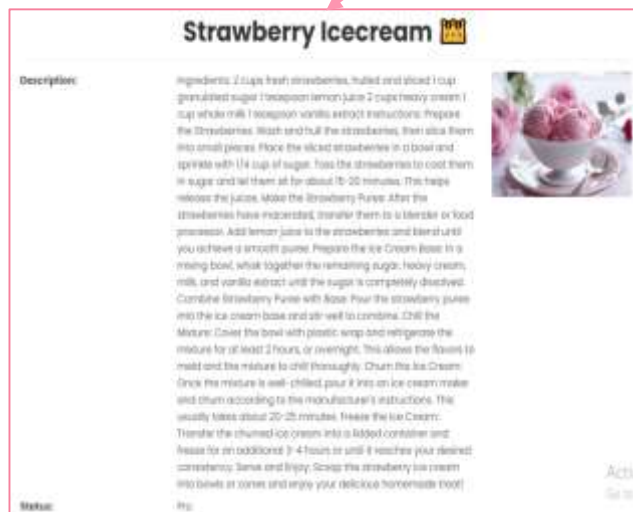 Strawberry Icecream
Description:
Ingredients: 2 cups fresh strawberries, hulled and sliced 1 cup
granulated sugar 1 teaspoon lemon juice 2 cups heavy cream 1
cup whole milk 1 teaspoon vanilla extract Instructions: Prepare
the Strawberries: Wash and hull the strawberries, then slice them
into small pieces. Place the sliced strawberries in a bowl and
sprinkle with 1/4 cup of sugar. Toss the strawberries to coat them
in sugar and let them sit for about 15-20 minutes. This helps
release the juices. Make the Strawberry Puree: After the
strawberries have macerated, transfer them to a blender or food
processor. Add lemon juice to the strawberries and blend until
you achieve a smooth puree. Prepare the Ice Cream Base: In a
mixing bowl, whisk together the remaining sugar, heavy cream,
milk, and vanilla extract until the sugar is completely dissolved.
Combine Strawberry Puree with Base: Pour the strawberry puree
into the ice cream base and stir well to combine. Chill the
Mixture: Cover the bowl with plastic wrap and refrigerate the
mixture for at least 2 hours, or overnight. This allows the flavors to
meld and the mixture to chill thoroughly. Churn the Ice Cream:
Once the mixture is well-chilled, pour it into an ice cream maker
and churn according to the manufacturer's instructions. This
usually takes about 20-25 minutes. Freeze the Ice Cream:
Transfer the churned ice cream into a lidded container and
freeze for an additional 3-4 hours or until it reaches your desired
consistency. Serve and Enjoy: Scoop the strawberry ice cream
into bowls or cones and enjoy your delicious homemade treat!
Status:
Pro